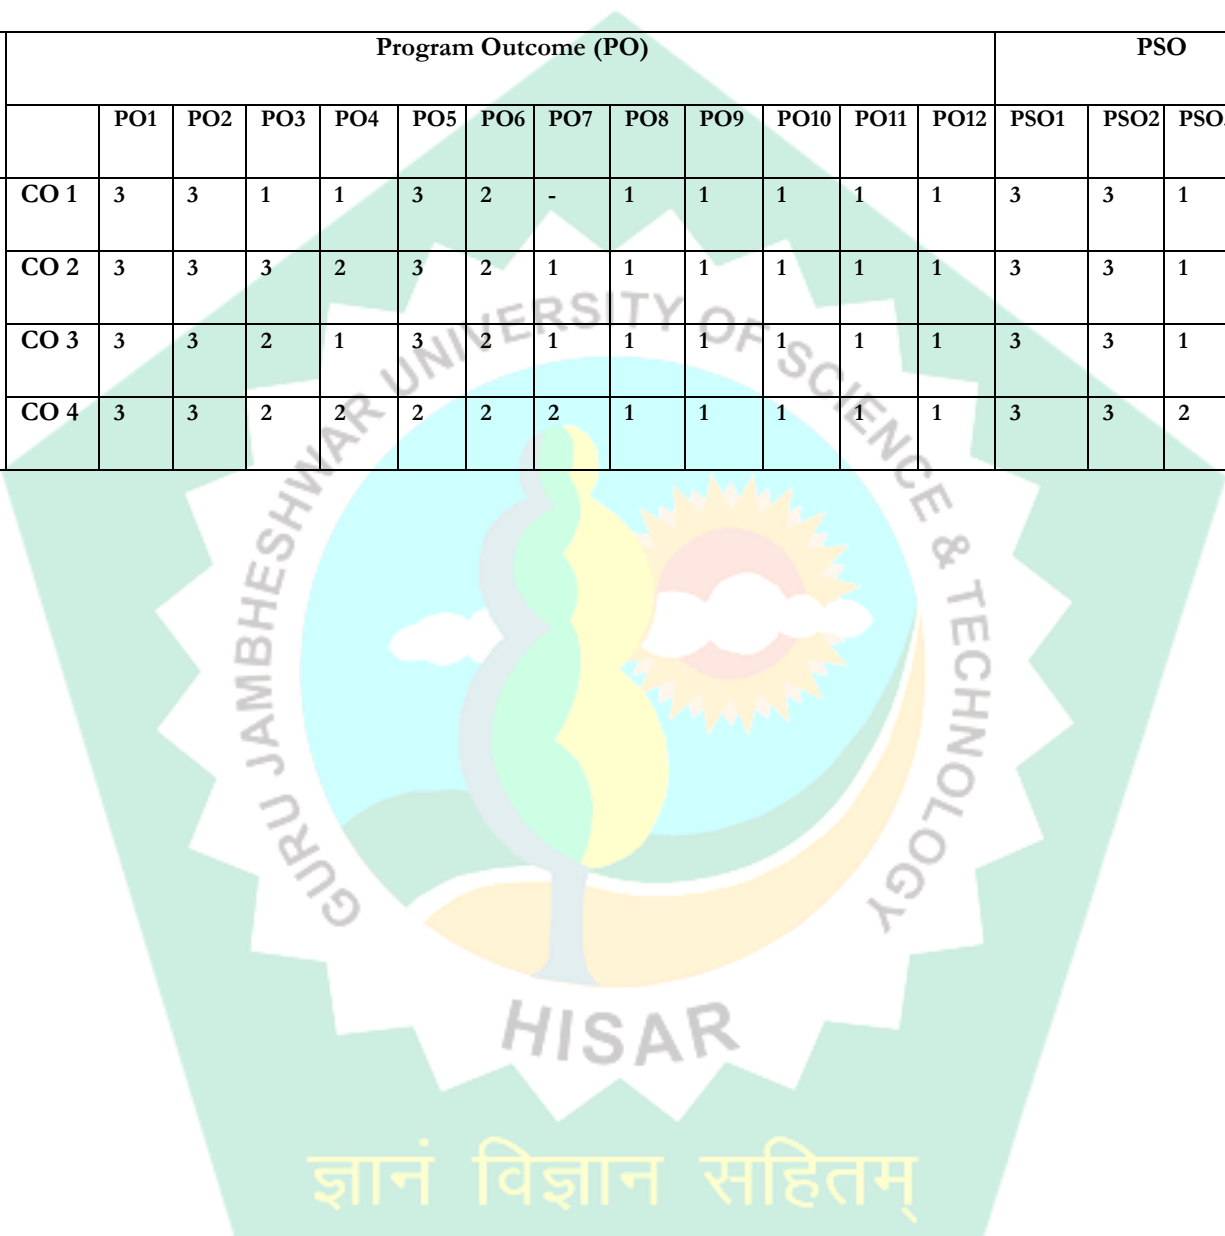 Program Outcome (PO) PSO
PO1 PO2 PO3 PO4 PO5 PO6 PO7 PO8 PO9 PO10 PO11 PO12 PSO1 PSO2
CO 1 3 3 1 1 3 2 - 1 1 1 1 1 3 3 1
CO 2 3 3 3 2 3 2 1 1 1 1 1 1 3 3 1
CO 3 3 3 2 1 3 2 1 1 1 1 1 1 3 3 1
CO 4 3 3 2 2 2 2 2 1 1 1 1 1 3 3 2
GURU JAMBHESHWAR UNIVERSITY OF SCIENCE & TECHNOLOGY
HISAR
ज्ञानं विज्ञान सहितम्